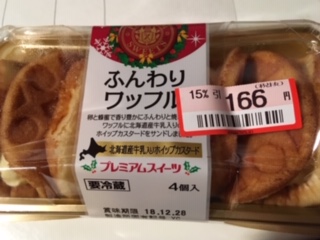 SWEETS
ふんわり
ワッフル
15% 引
(税抜き)
166 円
卵と蜂蜜で香り豊かにふんわりと焼
ワッフルに北海道産牛乳入り
ホイップカスタードをサンドしま
北海道産牛乳入りホイップカスタード
プレミアムスイーツ
要冷蔵
4個入
賞味期限 18.12.28